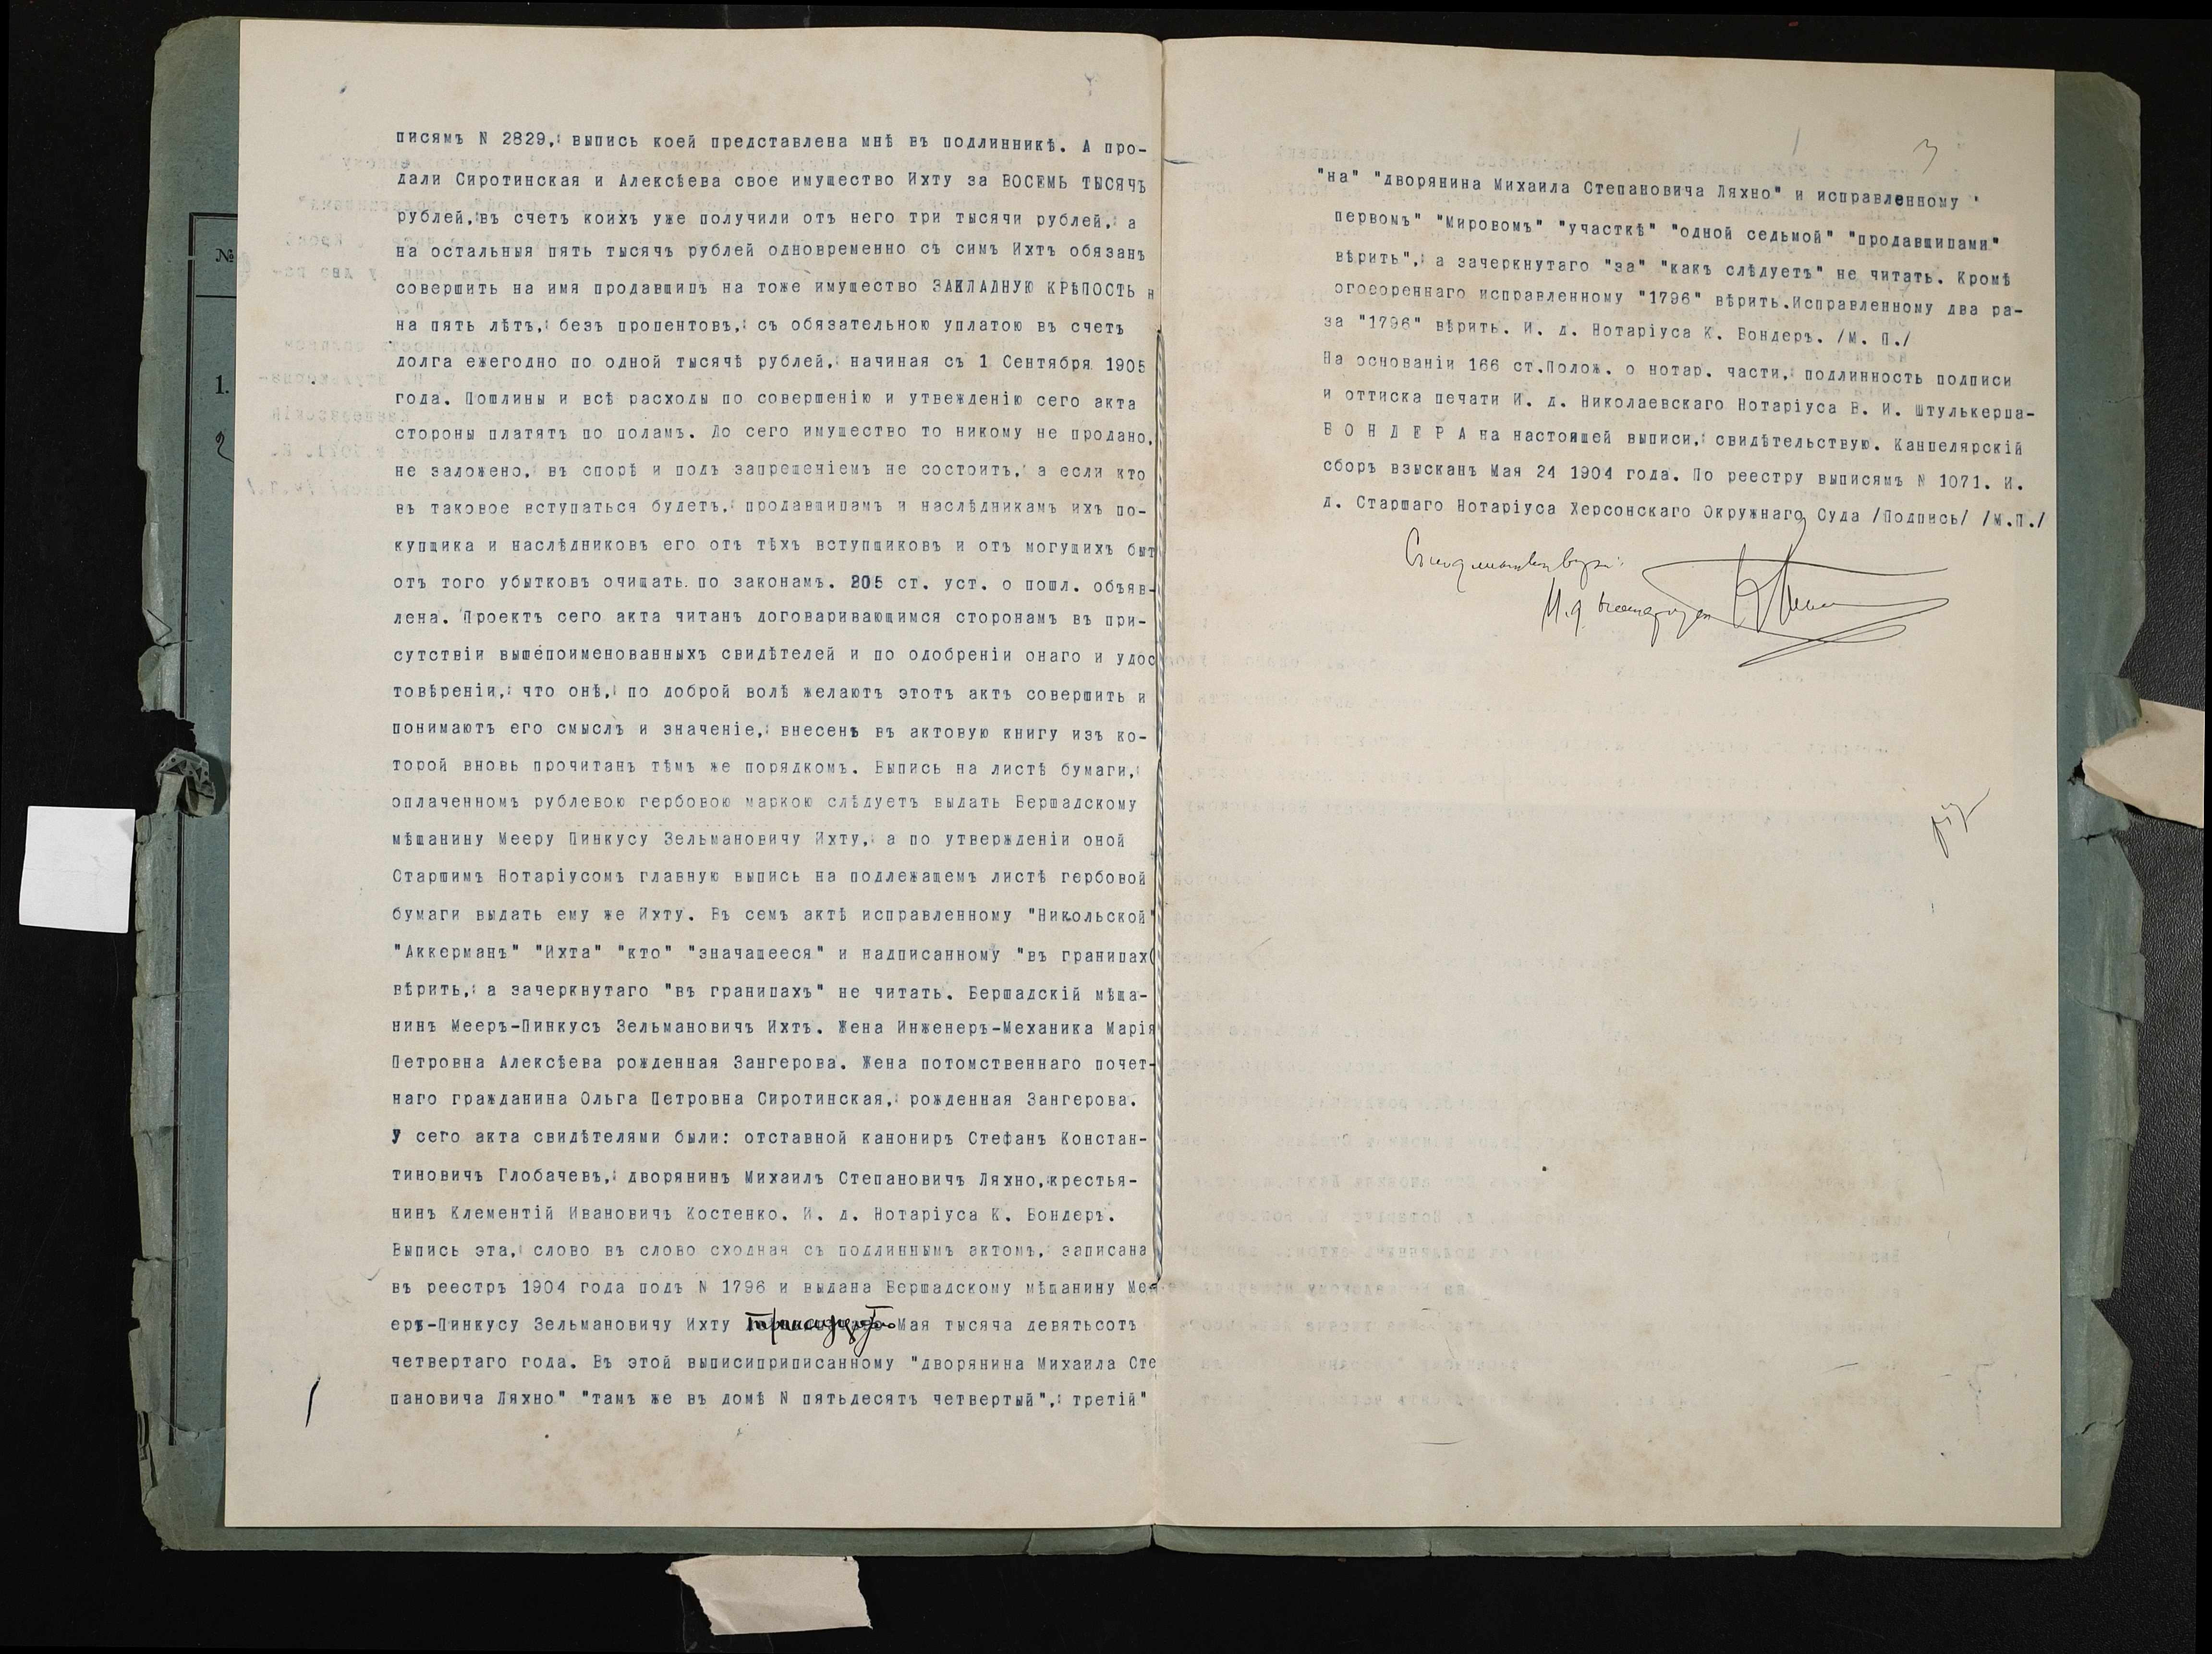 писямъ N 2829, выпись коей представлена мнѣ въ подлинникѣ. А про-
дали Сиротинская и Алексѣева свое имущество Ихту за ВОСЕМЬ ТЫСЯЧЪ
рублей, въ счетъ коихъ уже получили отъ него три тысячи рублей, а
на остальныя пять тысячъ рублей одновременно съ симъ Ихтъ обязанъ
совершить на имя продавщицъ на тоже имущество ЗАКЛАДНУЮ КРѢПОСТЬ н
на пять лѣтъ, безъ процентовъ, съ обязательною уплатою въ счетъ
долга ежегодно по одной тысячѣ рублей, начиная съ 1 Сентября 1905
года. Пошлины и всѣ расходы по совершенію и утвежденію сего акта
стороны платятъ по поламъ. До сего имущество то никому не продано,
не заложено, въ спорѣ и подъ запрещеніемъ не состоитъ, а если кто
въ таковое вступаться будетъ, продавщицамъ и наслѣдникамъ ихъ по-
купщика и наслѣдниковъ его отъ тѣхъ вступщиковъ и отъ могущихъ быт
отъ того убытковъ очищать по законамъ. 205 ст. уст. о пошл. объяв-
лена. Проектъ сего акта читанъ договаривающимся сторонамъ въ при-
сутствіи вышепоименованныхъ свидѣтелей и по одобреніи онаго и удос
товѣреніи, что онѣ, по доброй волѣ желаютъ этотъ актъ совершить и
понимаютъ его смыслъ и значеніе, внесенъ въ актовую книгу изъ ко-
торой вновь прочитанъ тѣмъ же порядкомъ. Выпись на листѣ бумаги,
оплаченномъ рублевою гербовою маркою слѣдуетъ выдать Бершадскому
мѣщанину Мееру Пинкусу Зельмановичу Ихту, а по утвержденіи оной
Старшимъ Нотаріусомъ главную выпись на подлежащемъ листѣ гербовой
бумаги выдать ему же Ихту. Въ семъ актѣ исправленному "Никольской"
"Аккерманъ" "Ихта" "кто" "значащееся" и надписанному "въ границах(
вѣрить, а зачеркнутаго "въ границахъ" не читать. Бершадскій мѣща-
нинъ Мееръ-Пинкусъ Зельмановичъ Ихтъ. Жена Инженеръ-Механика Марія
Петровна Алексѣева рожденная Зангерова. Жена потомственнаго почет-
наго гражданина Ольга Петровна Сиротинская, рожденная Зангерова.
У сего акта свидѣтелями были: отставной канониръ Стефанъ Констан-
тиновичъ Глобачевъ, дворянинъ Михаилъ Степановичъ Ляхно, крестья-
нинъ Клементій Ивановичъ Костенко. И. д. Нотаріуса К. Бондеръ.
Выпись эта, слово въ слово сходная съ подлиннымъ актомъ, записана
въ реестръ 1904 года подъ N 1796 и выдана Бершадскому мѣщанину Ме
еръ-Пинкусу Зельмановичу Ихту Мая тысяча девятьсотъ
четвертаго года. Въ этой выписиприписанному "дворянина Михаила Сте
пановича Ляхно" "тамъ же въ домѣ N пятьдесятъ четвертый", третій"
3
"на" "дворянина Михаила Степановича Ляхно" и исправленному '
первомъ" "Мировомъ" "участкѣ" "одной седьмой" "продавщицами"
вѣрить", а зачеркнутаго "за" "какъ слѣдуетъ" не читать. Кромѣ
оговореннаго исправленному "1796" вѣрить.Исправленному два ра-
за "1796" вѣрить. И. д. Нотаріуса К. Бондеръ. /М. П./
На основаніи 166 ст.Полож. о нотар. части, подлинность подписи
и оттиска печати И. д. Николаевскаго Нотаріуса В. И. Штулькерца-
Б О Н Д Е Р А на настоящей выписи, свидѣтельствую. Канцелярскій
сборъ взысканъ Мая 24 1904 года. По реестру выписямъ N 1071. И.
д. Старшаго Нотаріуса Херсонскаго Окружнаго Суда /Подпись/ /М.П./
И.д. нотаріуса
№
1.